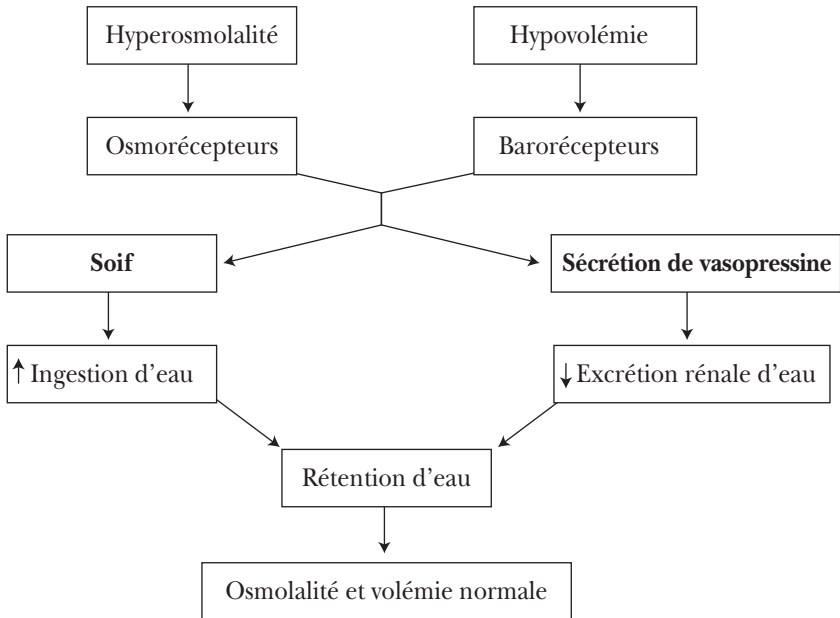 Hyperosmolalité
Hypovolémie
Osmorécepteurs
Barorécepteurs
Soif
Sécrétion de vasopressine
↑ Ingestion d’eau
↓ Excrétion rénale d’eau
Rétention d’eau
Osmolalité et volémie normale